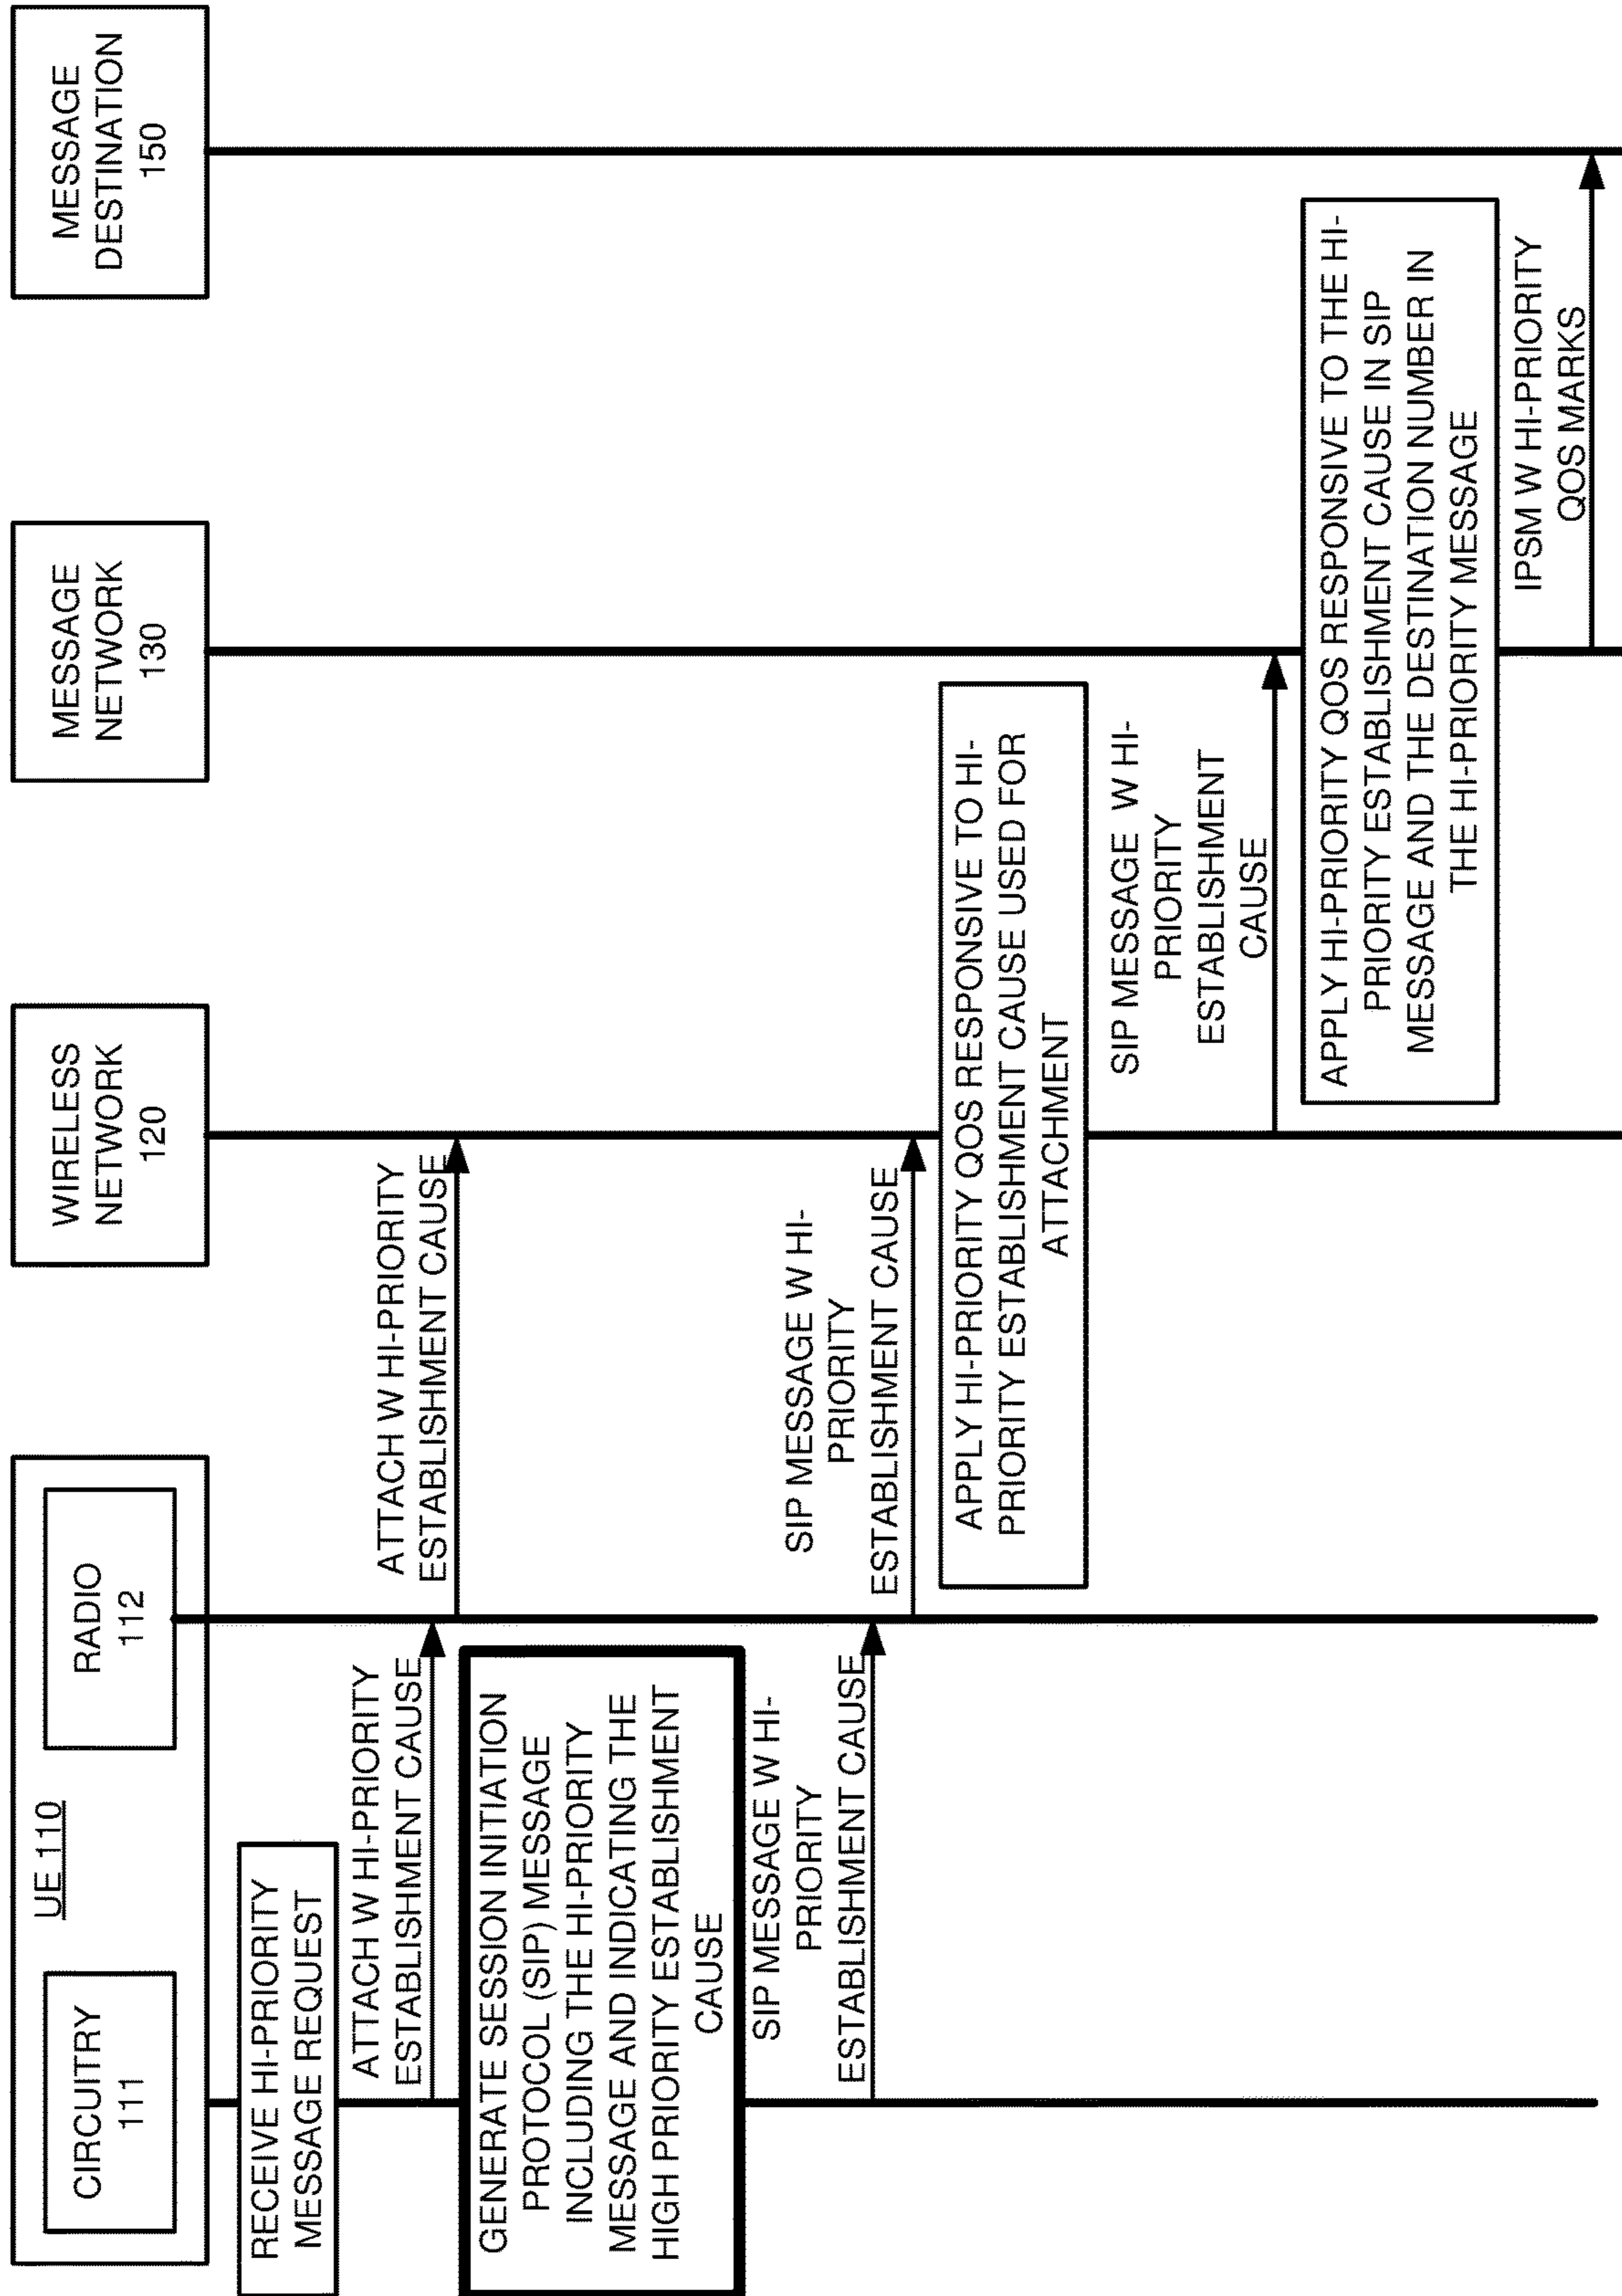 UE 110
CIRCUITRY
111
RADIO
112
WIRELESS
NETWORK
120
MESSAGE
NETWORK
130
MESSAGE
DESTINATION
150
RECEIVE HI-PRIORITY
MESSAGE REQUEST
ATTACH W HI-PRIORITY
ESTABLISHMENT CAUSE
ATTACH W HI-PRIORITY
ESTABLISHMENT CAUSE
GENERATE SESSION INITIATION
PROTOCOL (SIP) MESSAGE
INCLUDING THE HI-PRIORITY
MESSAGE AND INDICATING THE
HIGH PRIORITY ESTABLISHMENT
CAUSE
SIP MESSAGE W HI-
PRIORITY
ESTABLISHMENT CAUSE
SIP MESSAGE W HI-
PRIORITY
ESTABLISHMENT CAUSE
APPLY HI-PRIORITY QOS RESPONSIVE TO HI-
PRIORITY ESTABLISHMENT CAUSE USED FOR
ATTACHMENT
SIP MESSAGE W HI-
PRIORITY
ESTABLISHMENT
CAUSE
APPLY HI-PRIORITY QOS RESPONSIVE TO THE HI-
PRIORITY ESTABLISHMENT CAUSE IN SIP
MESSAGE AND THE DESTINATION NUMBER IN
THE HI-PRIORITY MESSAGE
IPSM W HI-PRIORITY
QOS MARKS